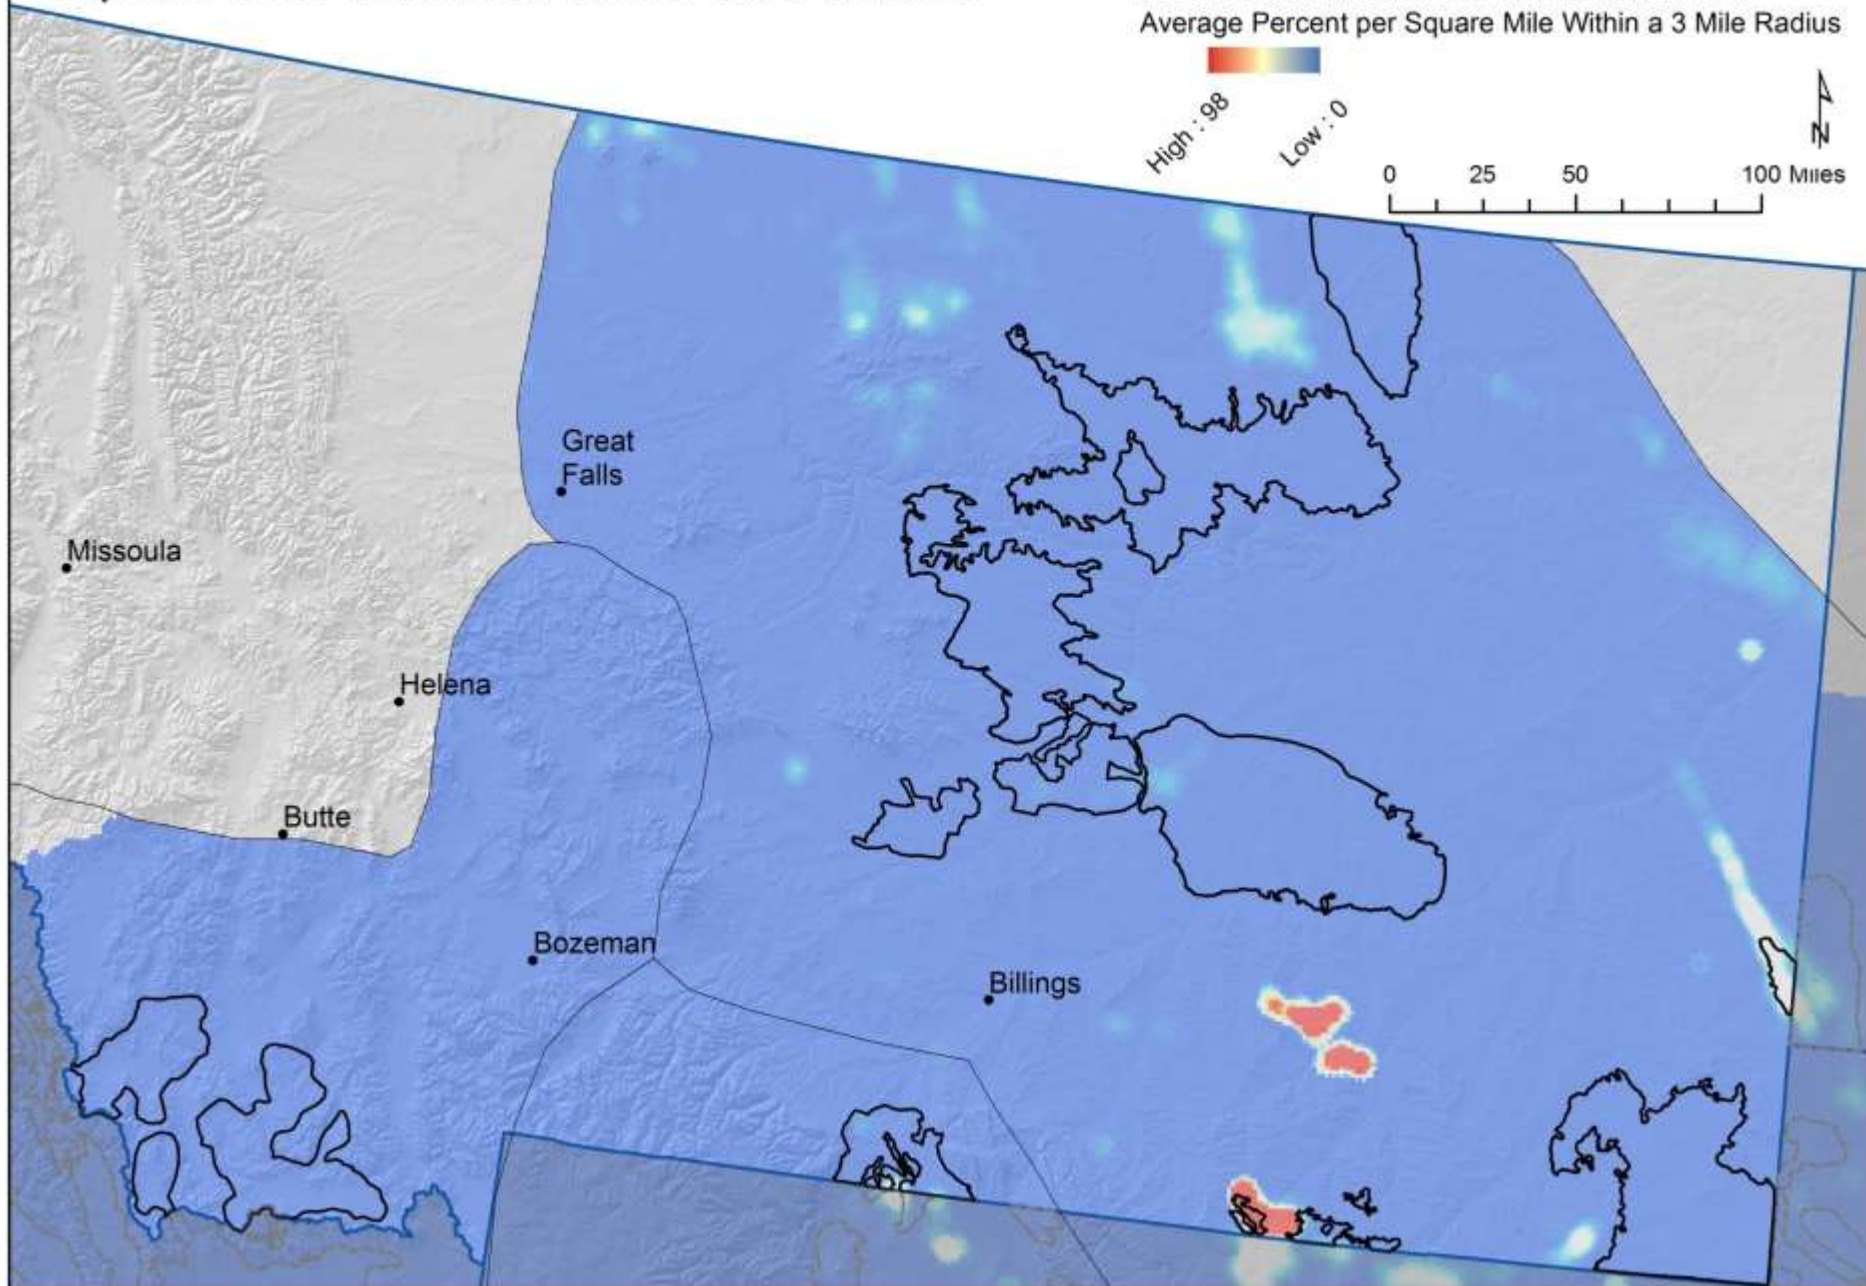 Average Percent per Square Mile Within a 3 Mile Radius
High : 98
Low : 0
N
0 25 50 100 Miles
Great
Falls
Missoula
Helena
Butte
Bozeman
Billings